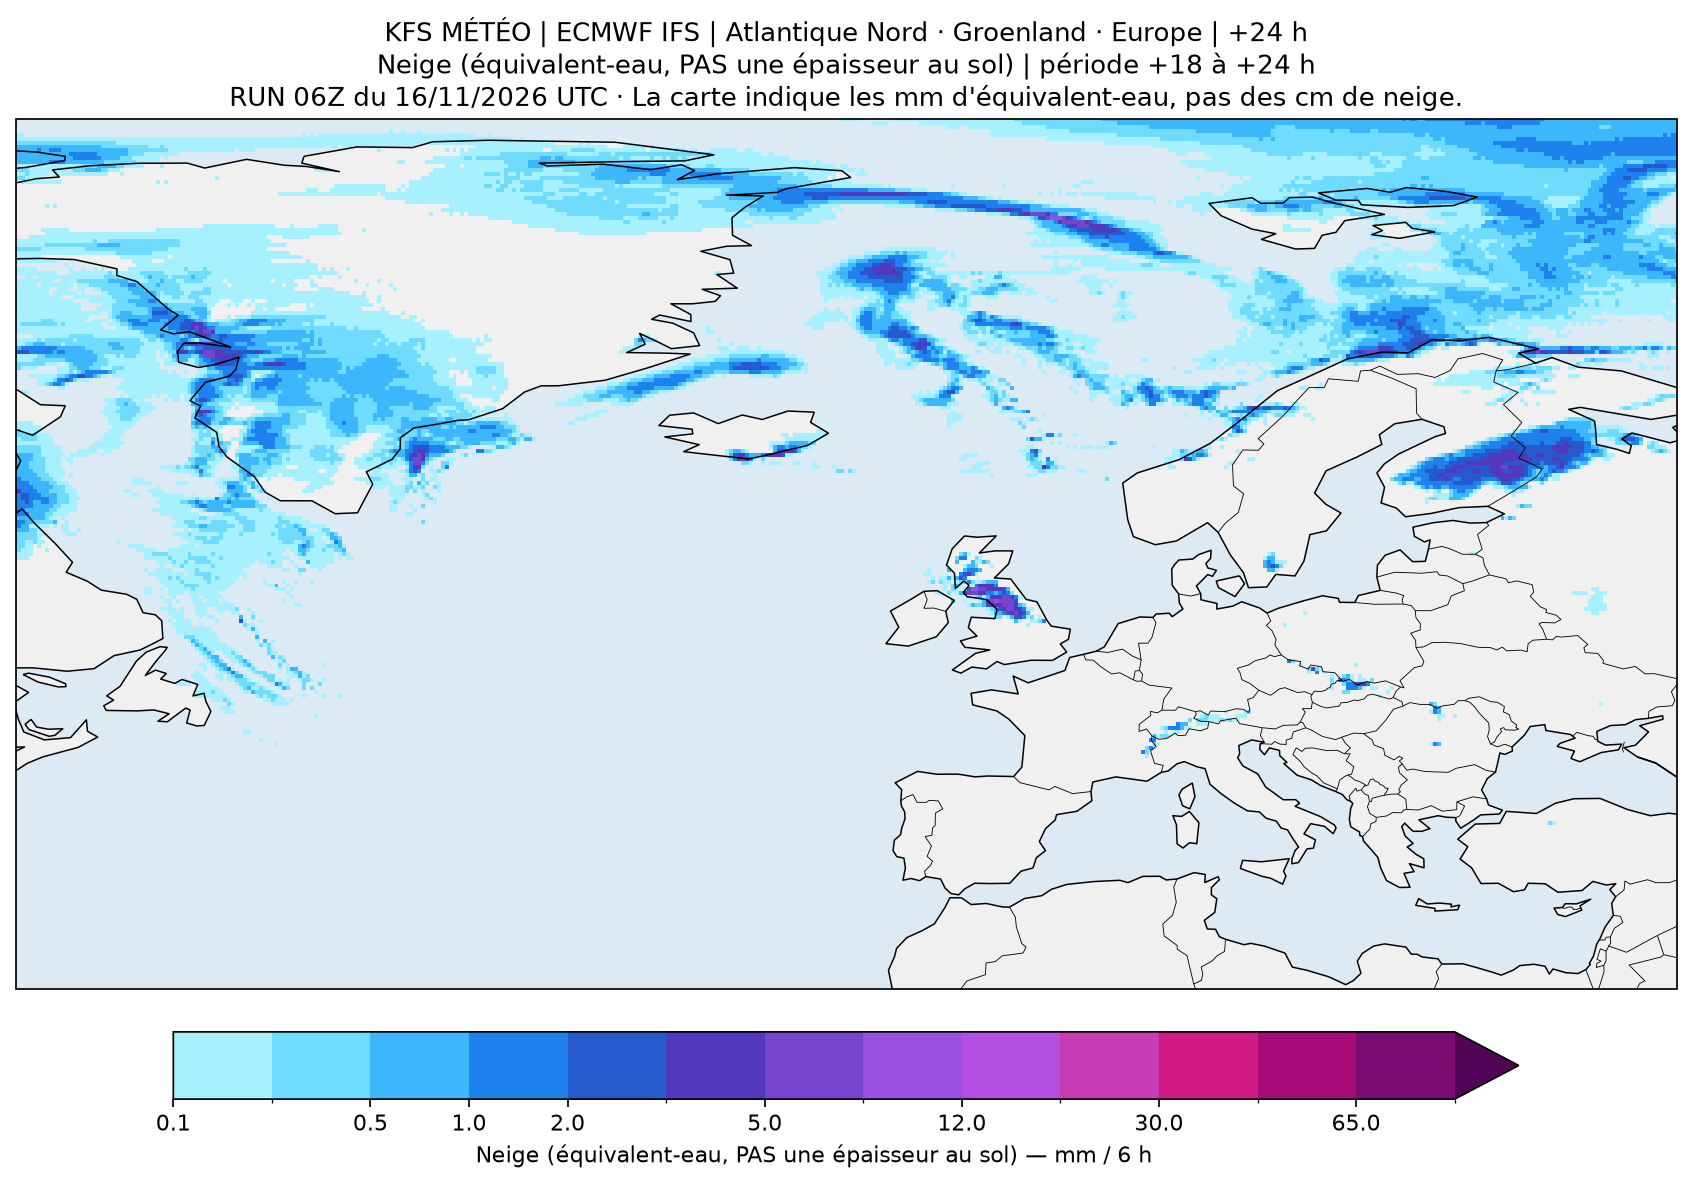 KFS MÉTÉO | ECMWF IFS | Atlantique Nord · Groenland · Europe | +24 h
Neige (équivalent-eau, PAS une épaisseur au sol) | période +18 à +24 h
RUN 06Z du 16/11/2026 UTC · La carte indique les mm d'équivalent-eau, pas des cm de neige.
0.1 0.5 1.0 2.0 5.0 12.0 30.0 65.0
Neige (équivalent-eau, PAS une épaisseur au sol) — mm / 6 h